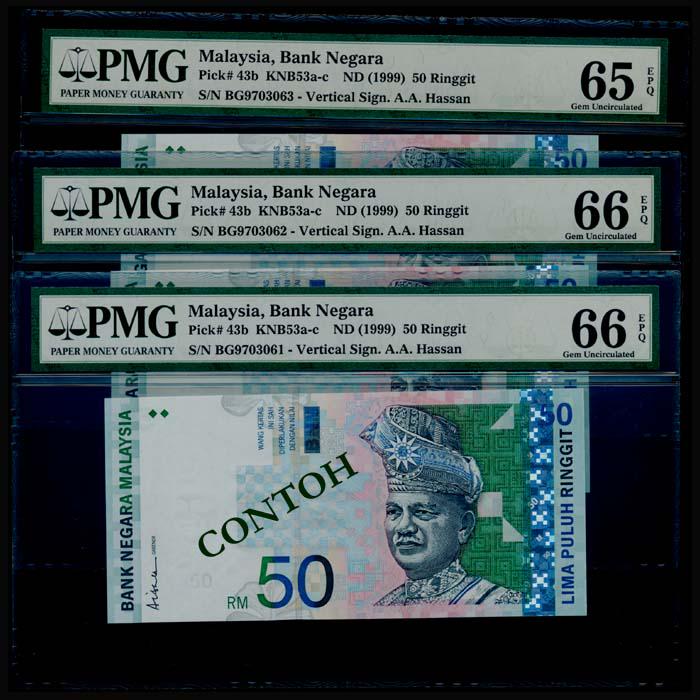 PMG
PAPER MONEY GUARANTY
Malaysia, Bank Negara
Pick# 43b KNB53a-c ND (1999) 50 Ringgit
S/N BG9703063 - Vertical Sign. A.A. Hassan
65 EPQ
Gem Uncirculated
50
PMG
PAPER MONEY GUARANTY
Malaysia, Bank Negara
Pick# 43b KNB53a-c ND (1999) 50 Ringgit
S/N BG9703062 - Vertical Sign. A.A. Hassan
66 EPQ
Gem Uncirculated
PMG
PAPER MONEY GUARANTY
Malaysia, Bank Negara
Pick# 43b KNB53a-c ND (1999) 50 Ringgit
S/N BG9703061 - Vertical Sign. A.A. Hassan
66 EPQ
Gem Uncirculated
BANK NEGARA MALAYSIA
WANG KERTAS
INI SAH
DIPERLAKUKAN
DENGAN NILAI
50
CONTOH
RM 50
LIMA PULUH RINGGIT